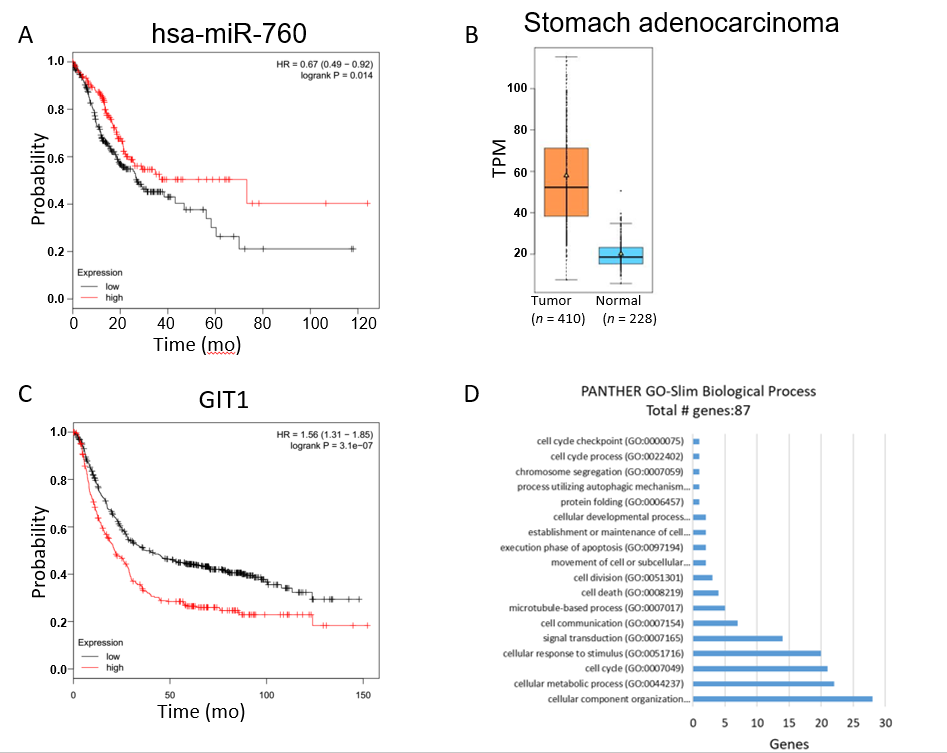 A
hsa-miR-760
HR = 0.67 (0.49 − 0.92)
logrank P = 0.014
Probability
1.0
0.8
0.6
0.4
0.2
0.0
Expression
low
high
0 20 40 60 80 100 120
Time (mo)
B
Stomach adenocarcinoma
TPM
100
80
60
40
20
Tumor Normal
(n = 410) (n = 228)
C
GIT1
HR = 1.56 (1.31 − 1.85)
logrank P = 3.1e−07
Probability
1.0
0.8
0.6
0.4
0.2
0.0
Expression
low
high
0 50 100 150
Time (mo)
D
PANTHER GO-Slim Biological Process
Total # genes:87
cell cycle checkpoint (GO:0000075)
cell cycle process (GO:0022402)
chromosome segregation (GO:0007059)
process utilizing autophagic mechanism...
protein folding (GO:0006457)
cellular developmental process...
establishment or maintenance of cell...
execution phase of apoptosis (GO:0097194)
movement of cell or subcellular...
cell division (GO:0051301)
cell death (GO:0008219)
microtubule-based process (GO:0007017)
cell communication (GO:0007154)
signal transduction (GO:0007165)
cellular response to stimulus (GO:0051716)
cell cycle (GO:0007049)
cellular metabolic process (GO:0044237)
cellular component organization...
0 5 10 15 20 25 30
Genes